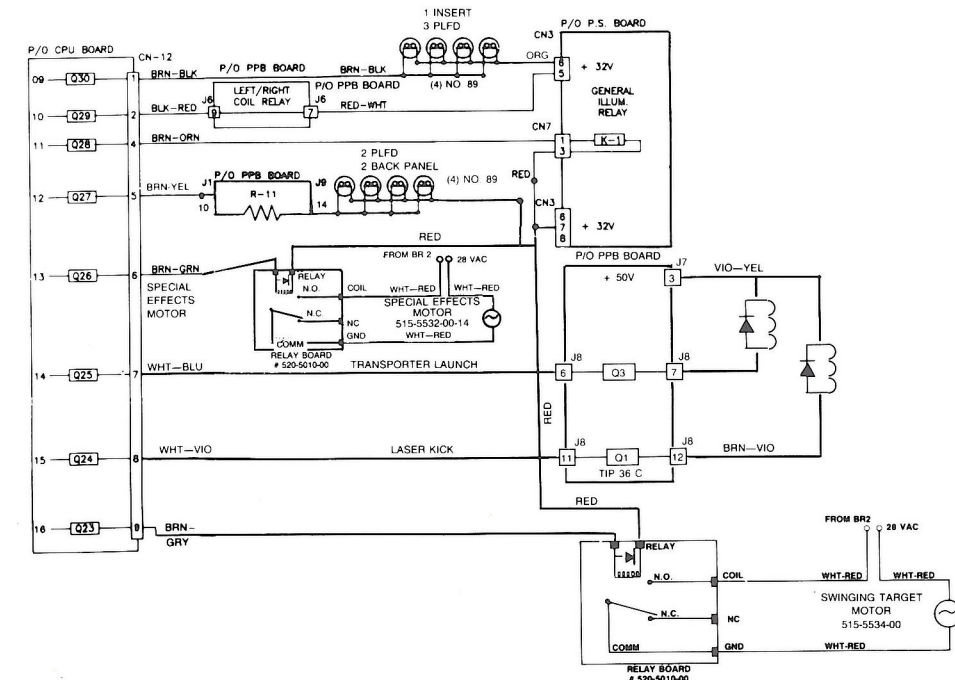 1 INSERT
3 PLFD
P/O P.S. BOARD
P/O CPU BOARD
CN-12
CN3
ORG
6
5
+ 32V
GENERAL
ILLUM.
RELAY
09
Q30
1
BRN-BLK
P/O PPB BOARD
BRN-BLK
(4) NO 89
P/O PPB BOARD
LEFT/RIGHT
COIL RELAY
J6
9
J6
7
RED-WHT
10
Q29
2
BLK-RED
CN7
1
3
K-1
11
Q28
4
BRN-ORN
2 PLFD
2 BACK PANEL
(4) NO 89
RED
12
Q27
5
BRN-YEL
J1
P/O PPB BOARD
J9
10
R-11
14
CN3
6
7
8
+ 32V
RED
P/O PPB BOARD
J7
13
Q26
6
BRN-GRN
SPECIAL
EFFECTS
MOTOR
RELAY
N.O.
N.C.
COMM
COIL
NC
GND
RELAY BOARD
# 520-5010-00
FROM BR 2
28 VAC
WHT-RED
WHT-RED
SPECIAL EFFECTS
MOTOR
515-5532-00-14
WHT-RED
+ 50V
3
VIO-YEL
14
Q25
7
WHT-BLU
TRANSPORTER LAUNCH
J8
6
Q3
J8
7
RED
15
Q24
8
WHT-VIO
LASER KICK
J8
11
Q1
J8
12
BRN-VIO
TIP 36 C
RED
16
Q23
9
BRN-
GRY
RELAY
N.O.
N.C.
COMM
COIL
NC
GND
RELAY BOARD
# 520-5010-00
FROM BR2
28 VAC
WHT-RED
WHT-RED
SWINGING TARGET
MOTOR
515-5534-00
WHT-RED